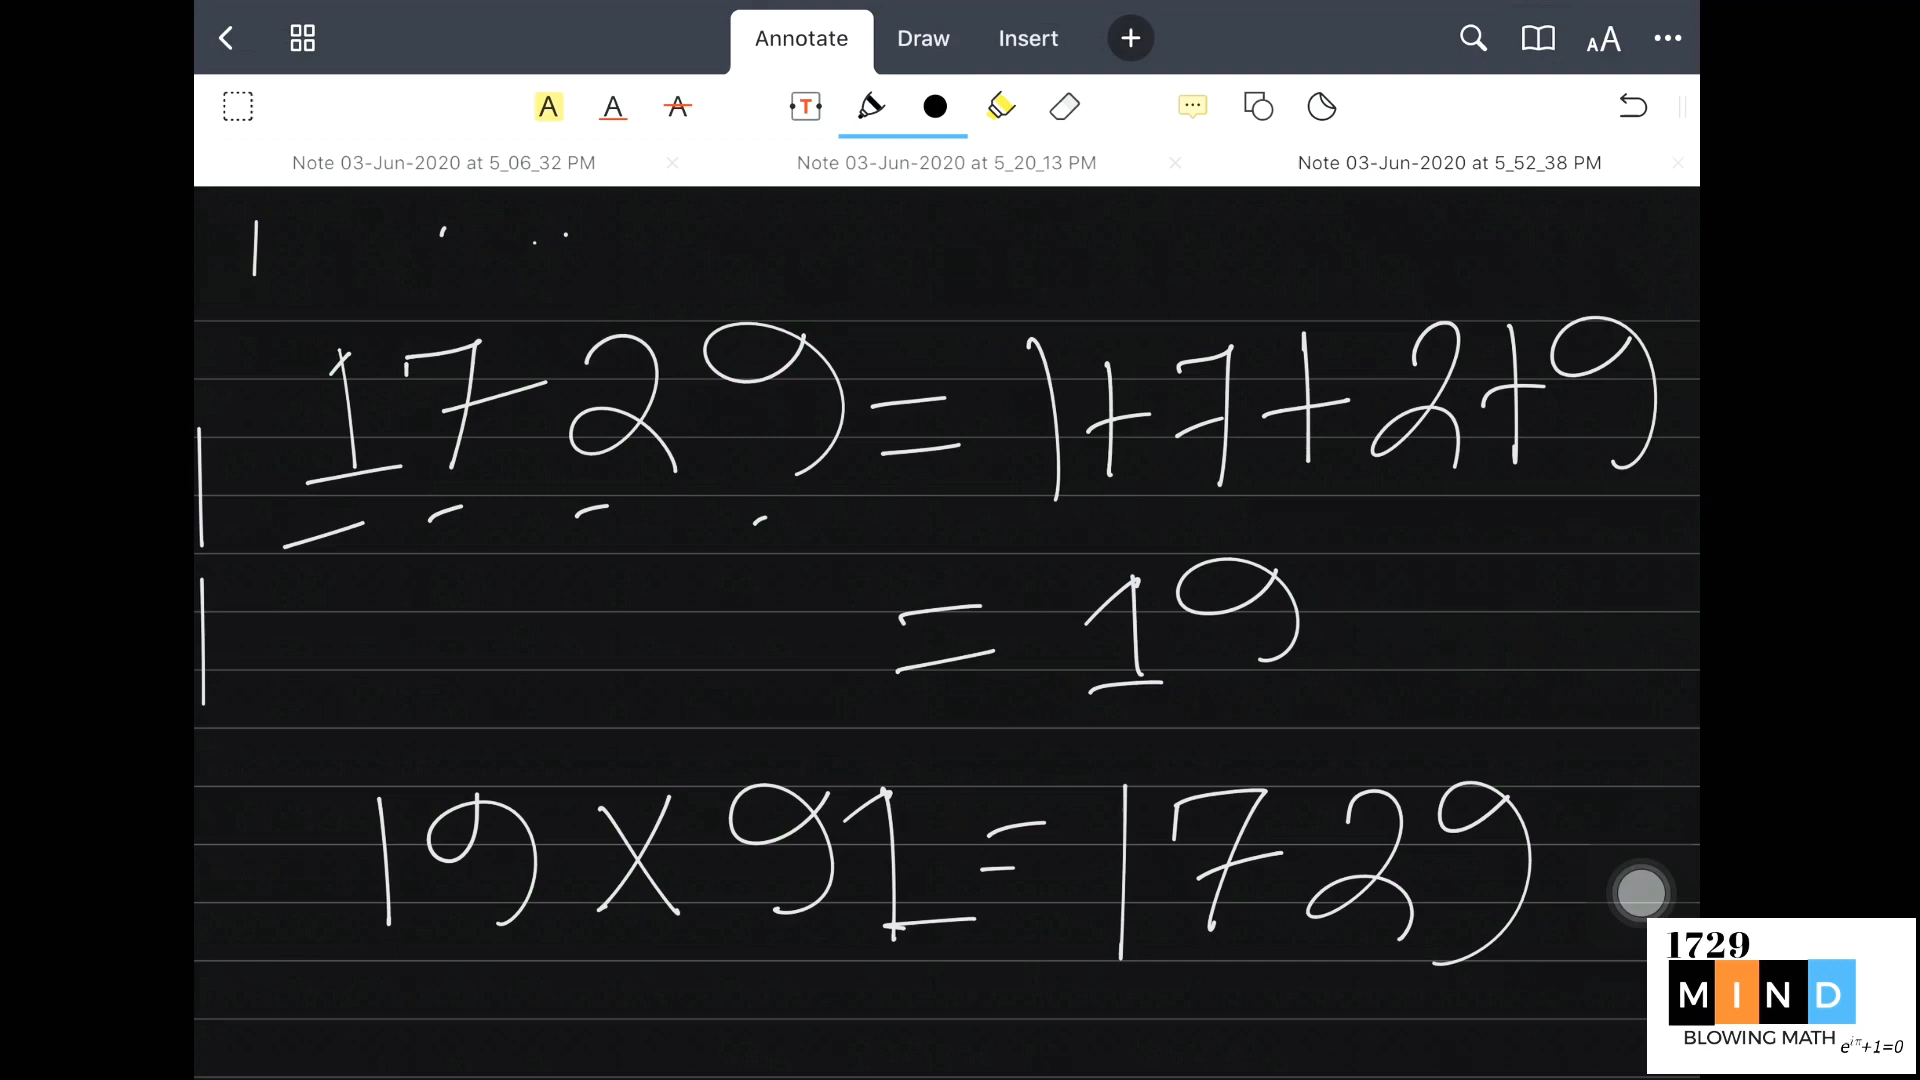 Annotate Draw Insert
A A A T
AA
Note 03-Jun-2020 at 5_06_32 PM
Note 03-Jun-2020 at 5_20_13 PM
Note 03-Jun-2020 at 5_52_38 PM
1729 = 1+7+2+9
= 19
19 X 91 = 1729
1729
MIND
BLOWING MATH
e^iπ+1=0